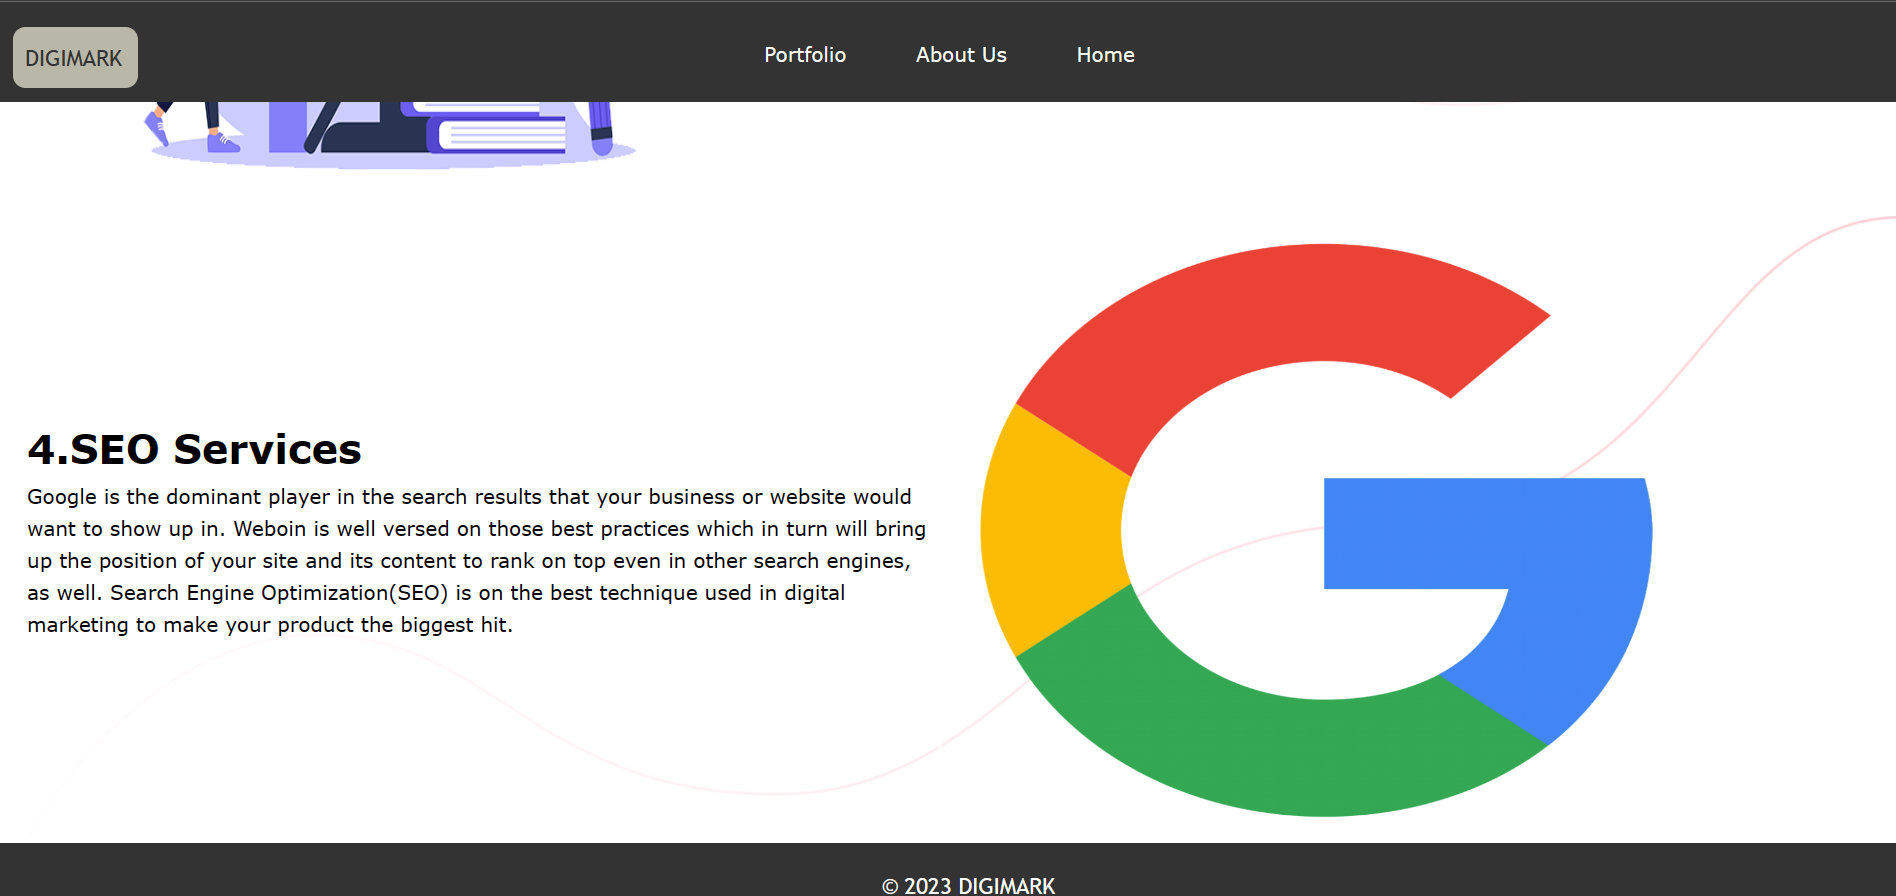 DIGIMARK
Portfolio
About Us
Home
4.SEO Services
Google is the dominant player in the search results that your business or website would
want to show up in. Weboin is well versed on those best practices which in turn will bring
up the position of your site and its content to rank on top even in other search engines,
as well. Search Engine Optimization(SEO) is on the best technique used in digital
marketing to make your product the biggest hit.
© 2023 DIGIMARK